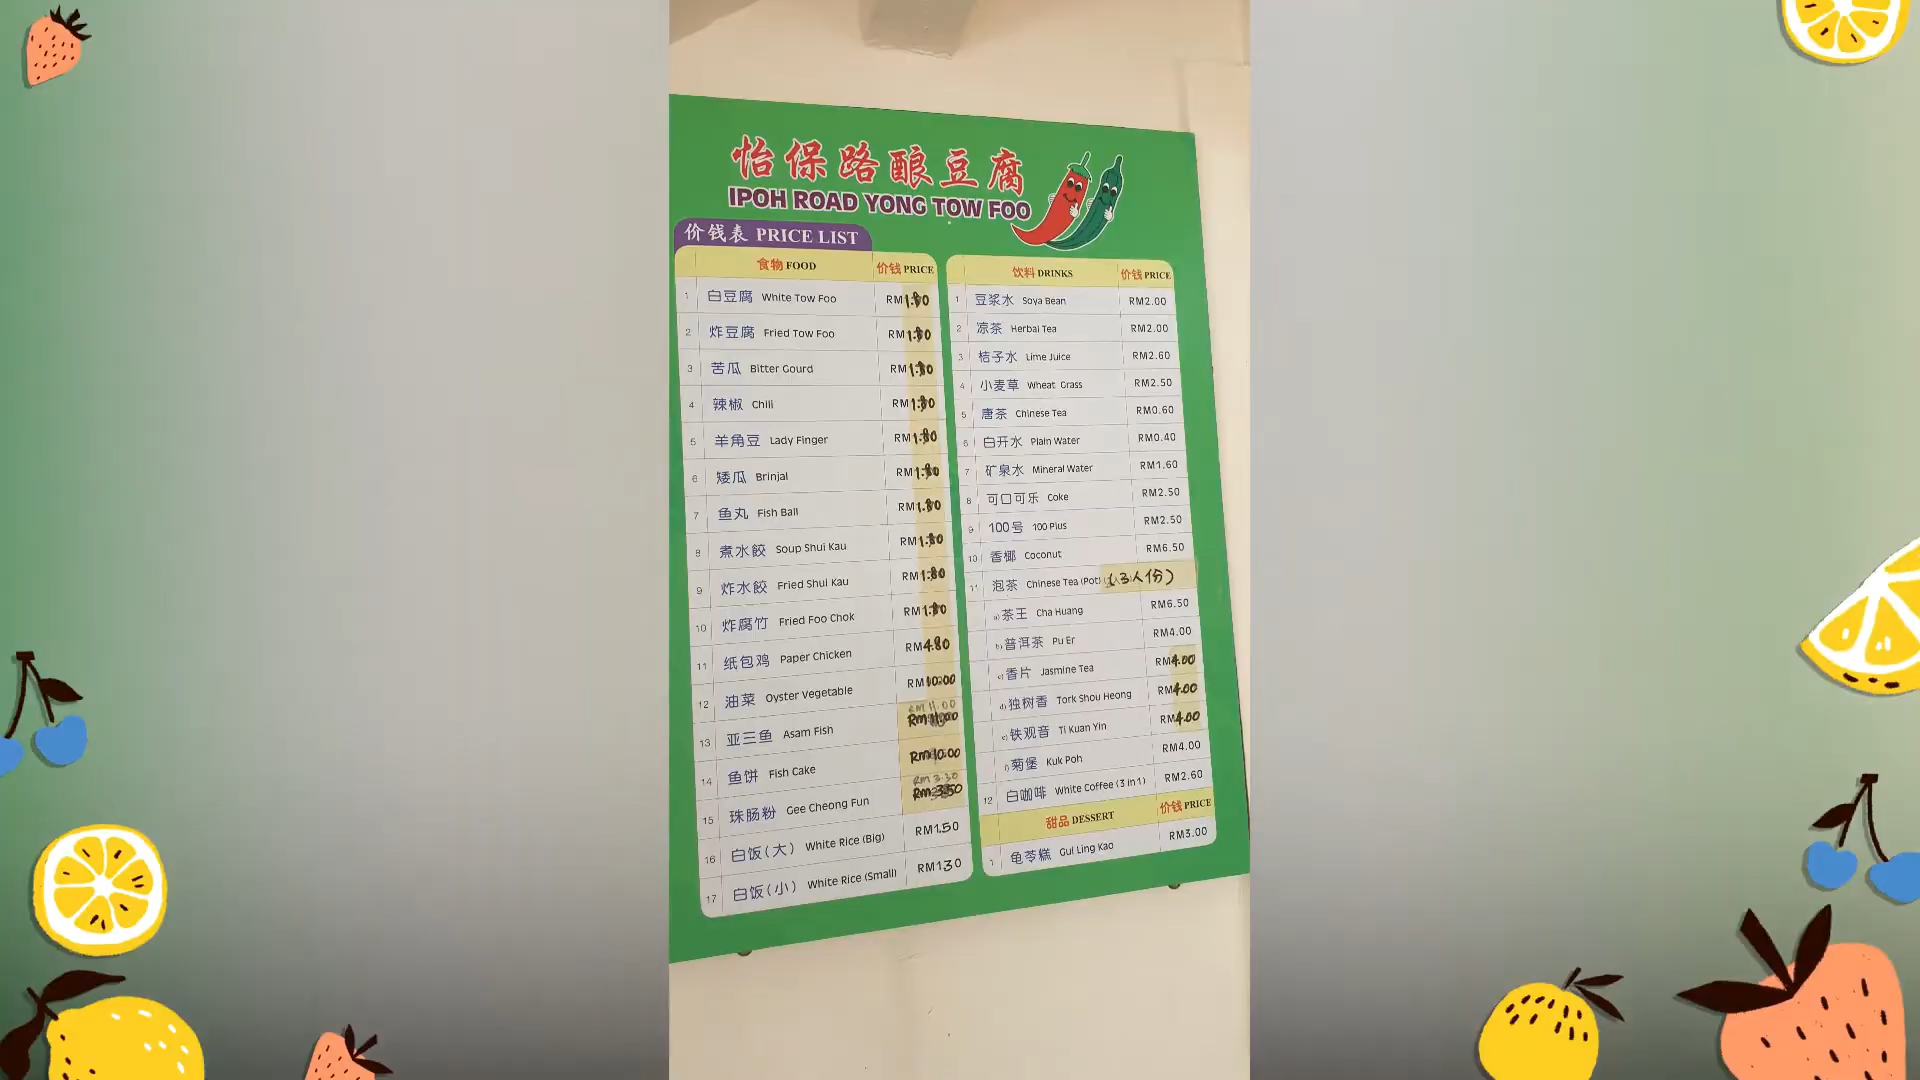 怡保路酿豆腐
IPOH ROAD YONG TOW FOO
价钱表 PRICE LIST
食物 FOOD 价钱 PRICE
1 白豆腐 White Tow Foo RM1.80
2 炸豆腐 Fried Tow Foo RM1.80
3 苦瓜 Bitter Gourd RM1.80
4 辣椒 Chili RM1.80
5 羊角豆 Lady Finger RM1.80
6 矮瓜 Brinjal RM1.80
7 鱼丸 Fish Ball RM1.80
8 煮水餃 Soup Shui Kau RM1.80
9 炸水餃 Fried Shui Kau RM1.80
10 炸腐竹 Fried Foo Chok RM1.80
11 纸包鸡 Paper Chicken RM4.80
12 油菜 Oyster Vegetable RM10.00
13 亚三鱼 Asam Fish RM11.00 RM11.00
14 鱼饼 Fish Cake RM10.00
15 珠肠粉 Gee Cheong Fun RM3.30 RM3.50
16 白饭(大) White Rice (Big) RM1.50
17 白饭(小) White Rice (Small) RM1.30
饮料 DRINKS 价钱 PRICE
1 豆浆水 Soya Bean RM2.00
2 凉茶 Herbal Tea RM2.00
3 桔子水 Lime Juice RM2.60
4 小麦草 Wheat Grass RM2.50
5 唐茶 Chinese Tea RM0.60
6 白开水 Plain Water RM0.40
7 矿泉水 Mineral Water RM1.60
8 可口可乐 Coke RM2.50
9 100号 100 Plus RM2.50
10 香椰 Coconut RM6.50
11 泡茶 Chinese Tea (Pot) (3人份)
a) 茶王 Cha Huang RM6.50
b) 普洱茶 Pu Er RM4.00
c) 香片 Jasmine Tea RM4.00
d) 独树香 Tork Shou Heong RM4.00
e) 铁观音 Ti Kuan Yin RM4.00
f) 菊堡 Kuk Poh RM4.00
12 白咖啡 White Coffee (3 in 1) RM2.60
甜品 DESSERT 价钱 PRICE
1 龟苓糕 Gui Ling Kao RM3.00